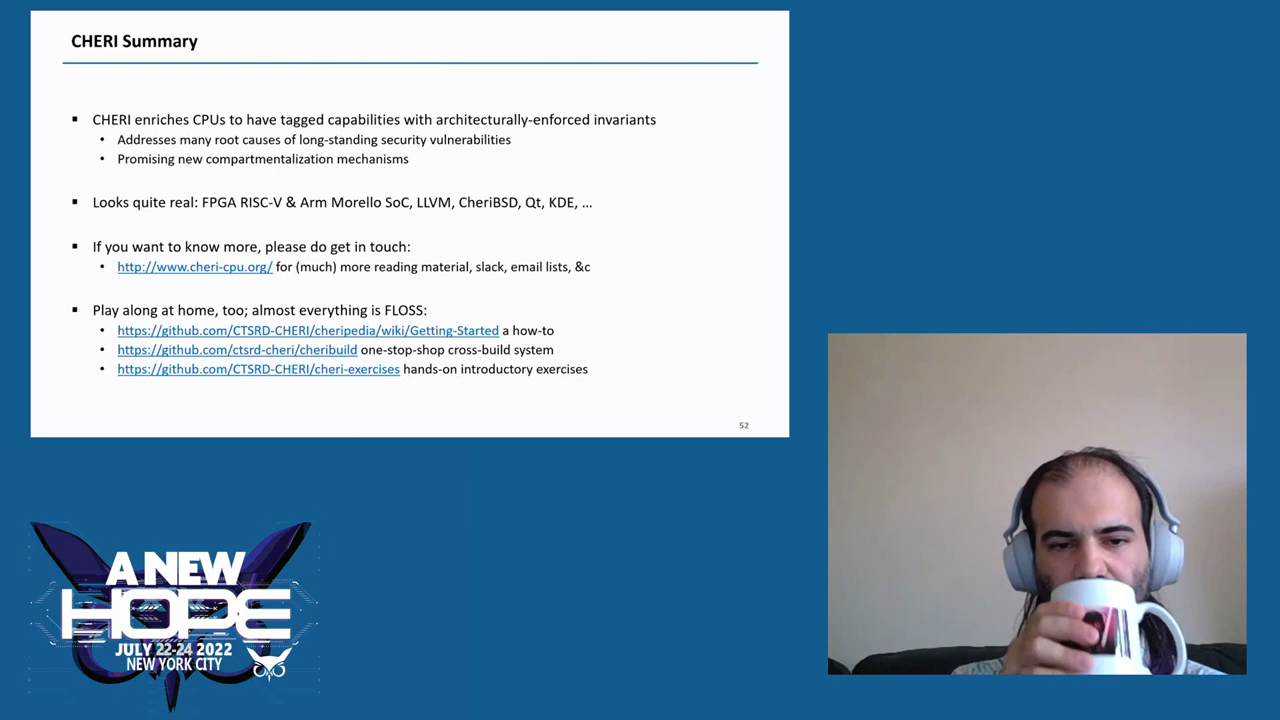 CHERI Summary
CHERI enriches CPUs to have tagged capabilities with architecturally-enforced invariants
Addresses many root causes of long-standing security vulnerabilities
Promising new compartmentalization mechanisms
Looks quite real: FPGA RISC-V & Arm Morello SoC, LLVM, CheriBSD, Qt, KDE, ...
If you want to know more, please do get in touch:
http://www.cheri-cpu.org/ for (much) more reading material, slack, email lists, &c
Play along at home, too; almost everything is FLOSS:
https://github.com/CTSRD-CHERI/cheripedia/wiki/Getting-Started a how-to
https://github.com/ctsrd-cheri/cheribuild one-stop-shop cross-build system
https://github.com/CTSRD-CHERI/cheri-exercises hands-on introductory exercises
52
A NEW
HOPE
JULY 22-24 2022
NEW YORK CITY